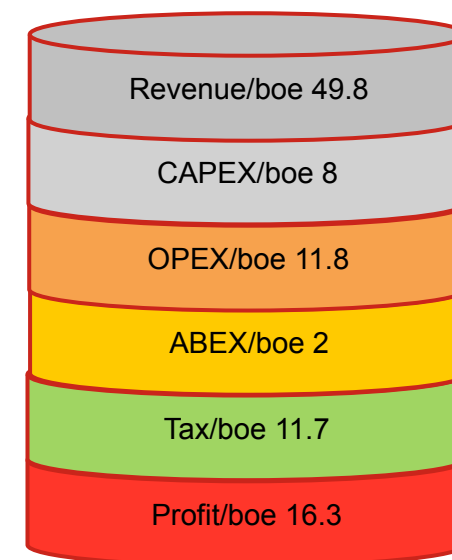 Revenue/boe 49.8
CAPEX/boe 8
OPEX/boe 11.8
ABEX/boe 2
Tax/boe 11.7
Profit/boe 16.3